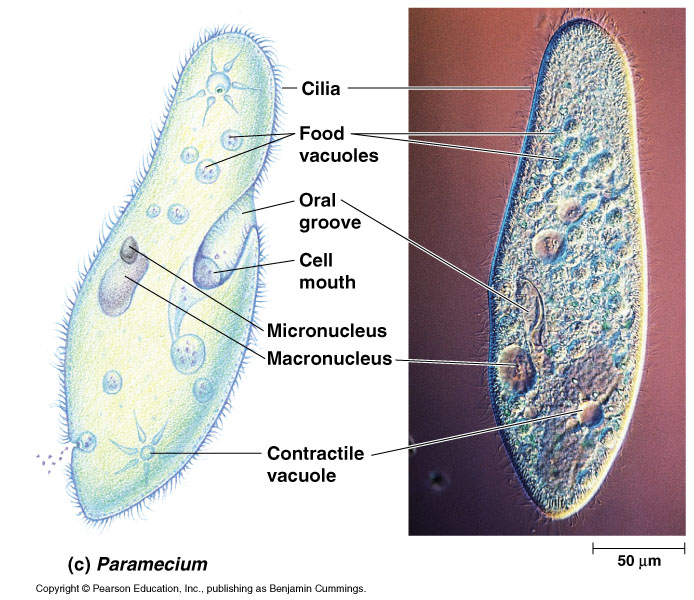 Cilia
Food
vacuoles
Oral
groove
Cell
mouth
Micronucleus
Macronucleus
Contractile
vacuole
50 µm
(c) Paramecium
Copyright © Pearson Education, Inc., publishing as Benjamin Cummings.